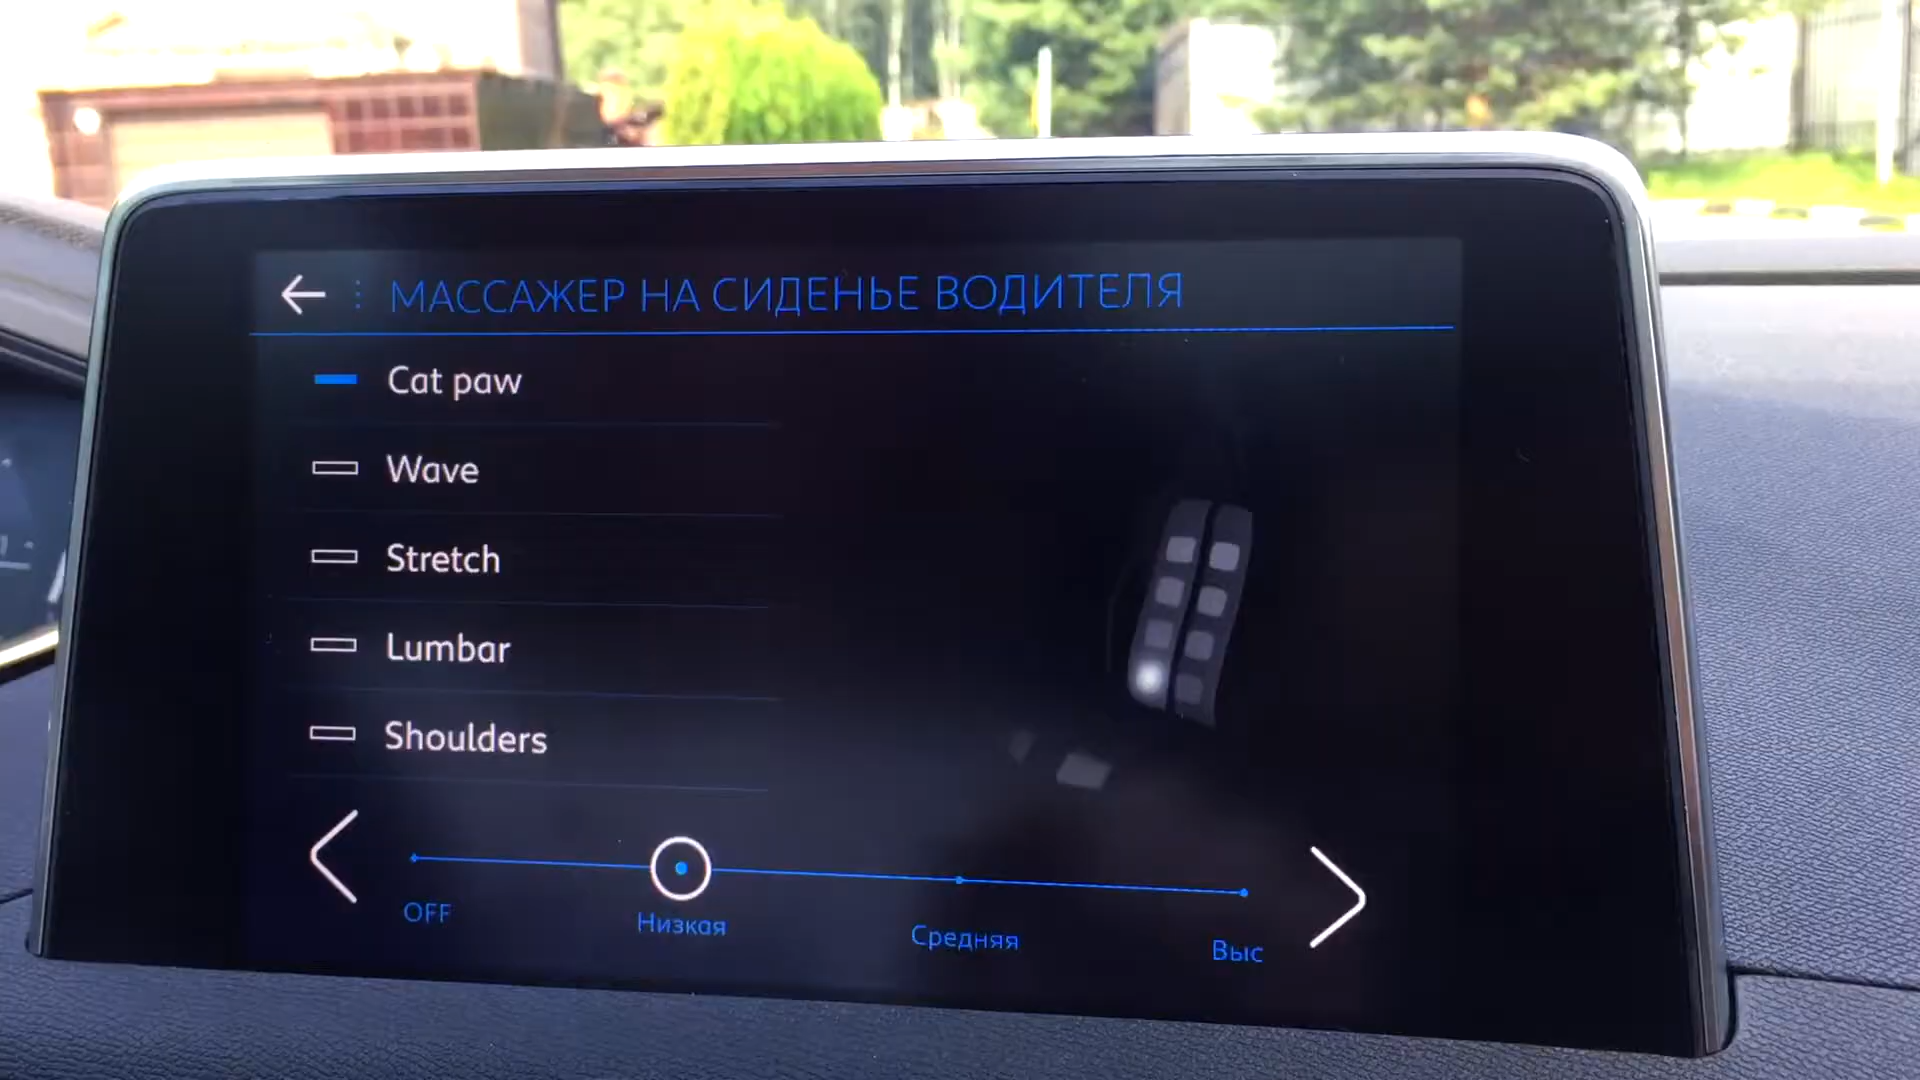 МАССАЖЕР НА СИДЕНЬЕ ВОДИТЕЛЯ
Cat paw
Wave
Stretch
Lumbar
Shoulders
OFF
Низкая
Средняя
Выс